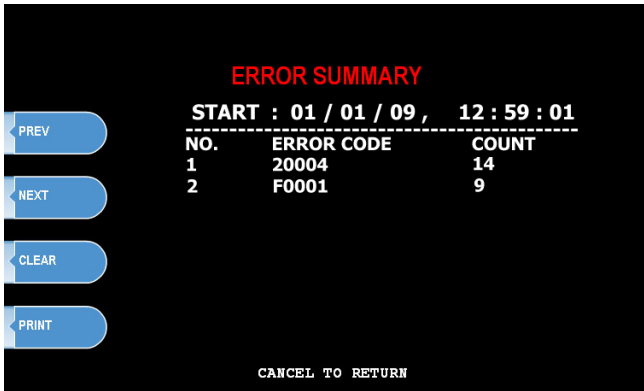 ERROR SUMMARY
START : 01 / 01 / 09 , 12 : 59 : 01
---------------------------------------------
NO. ERROR CODE COUNT
1 20004 14
2 F0001 9
PREV
NEXT
CLEAR
PRINT
CANCEL TO RETURN